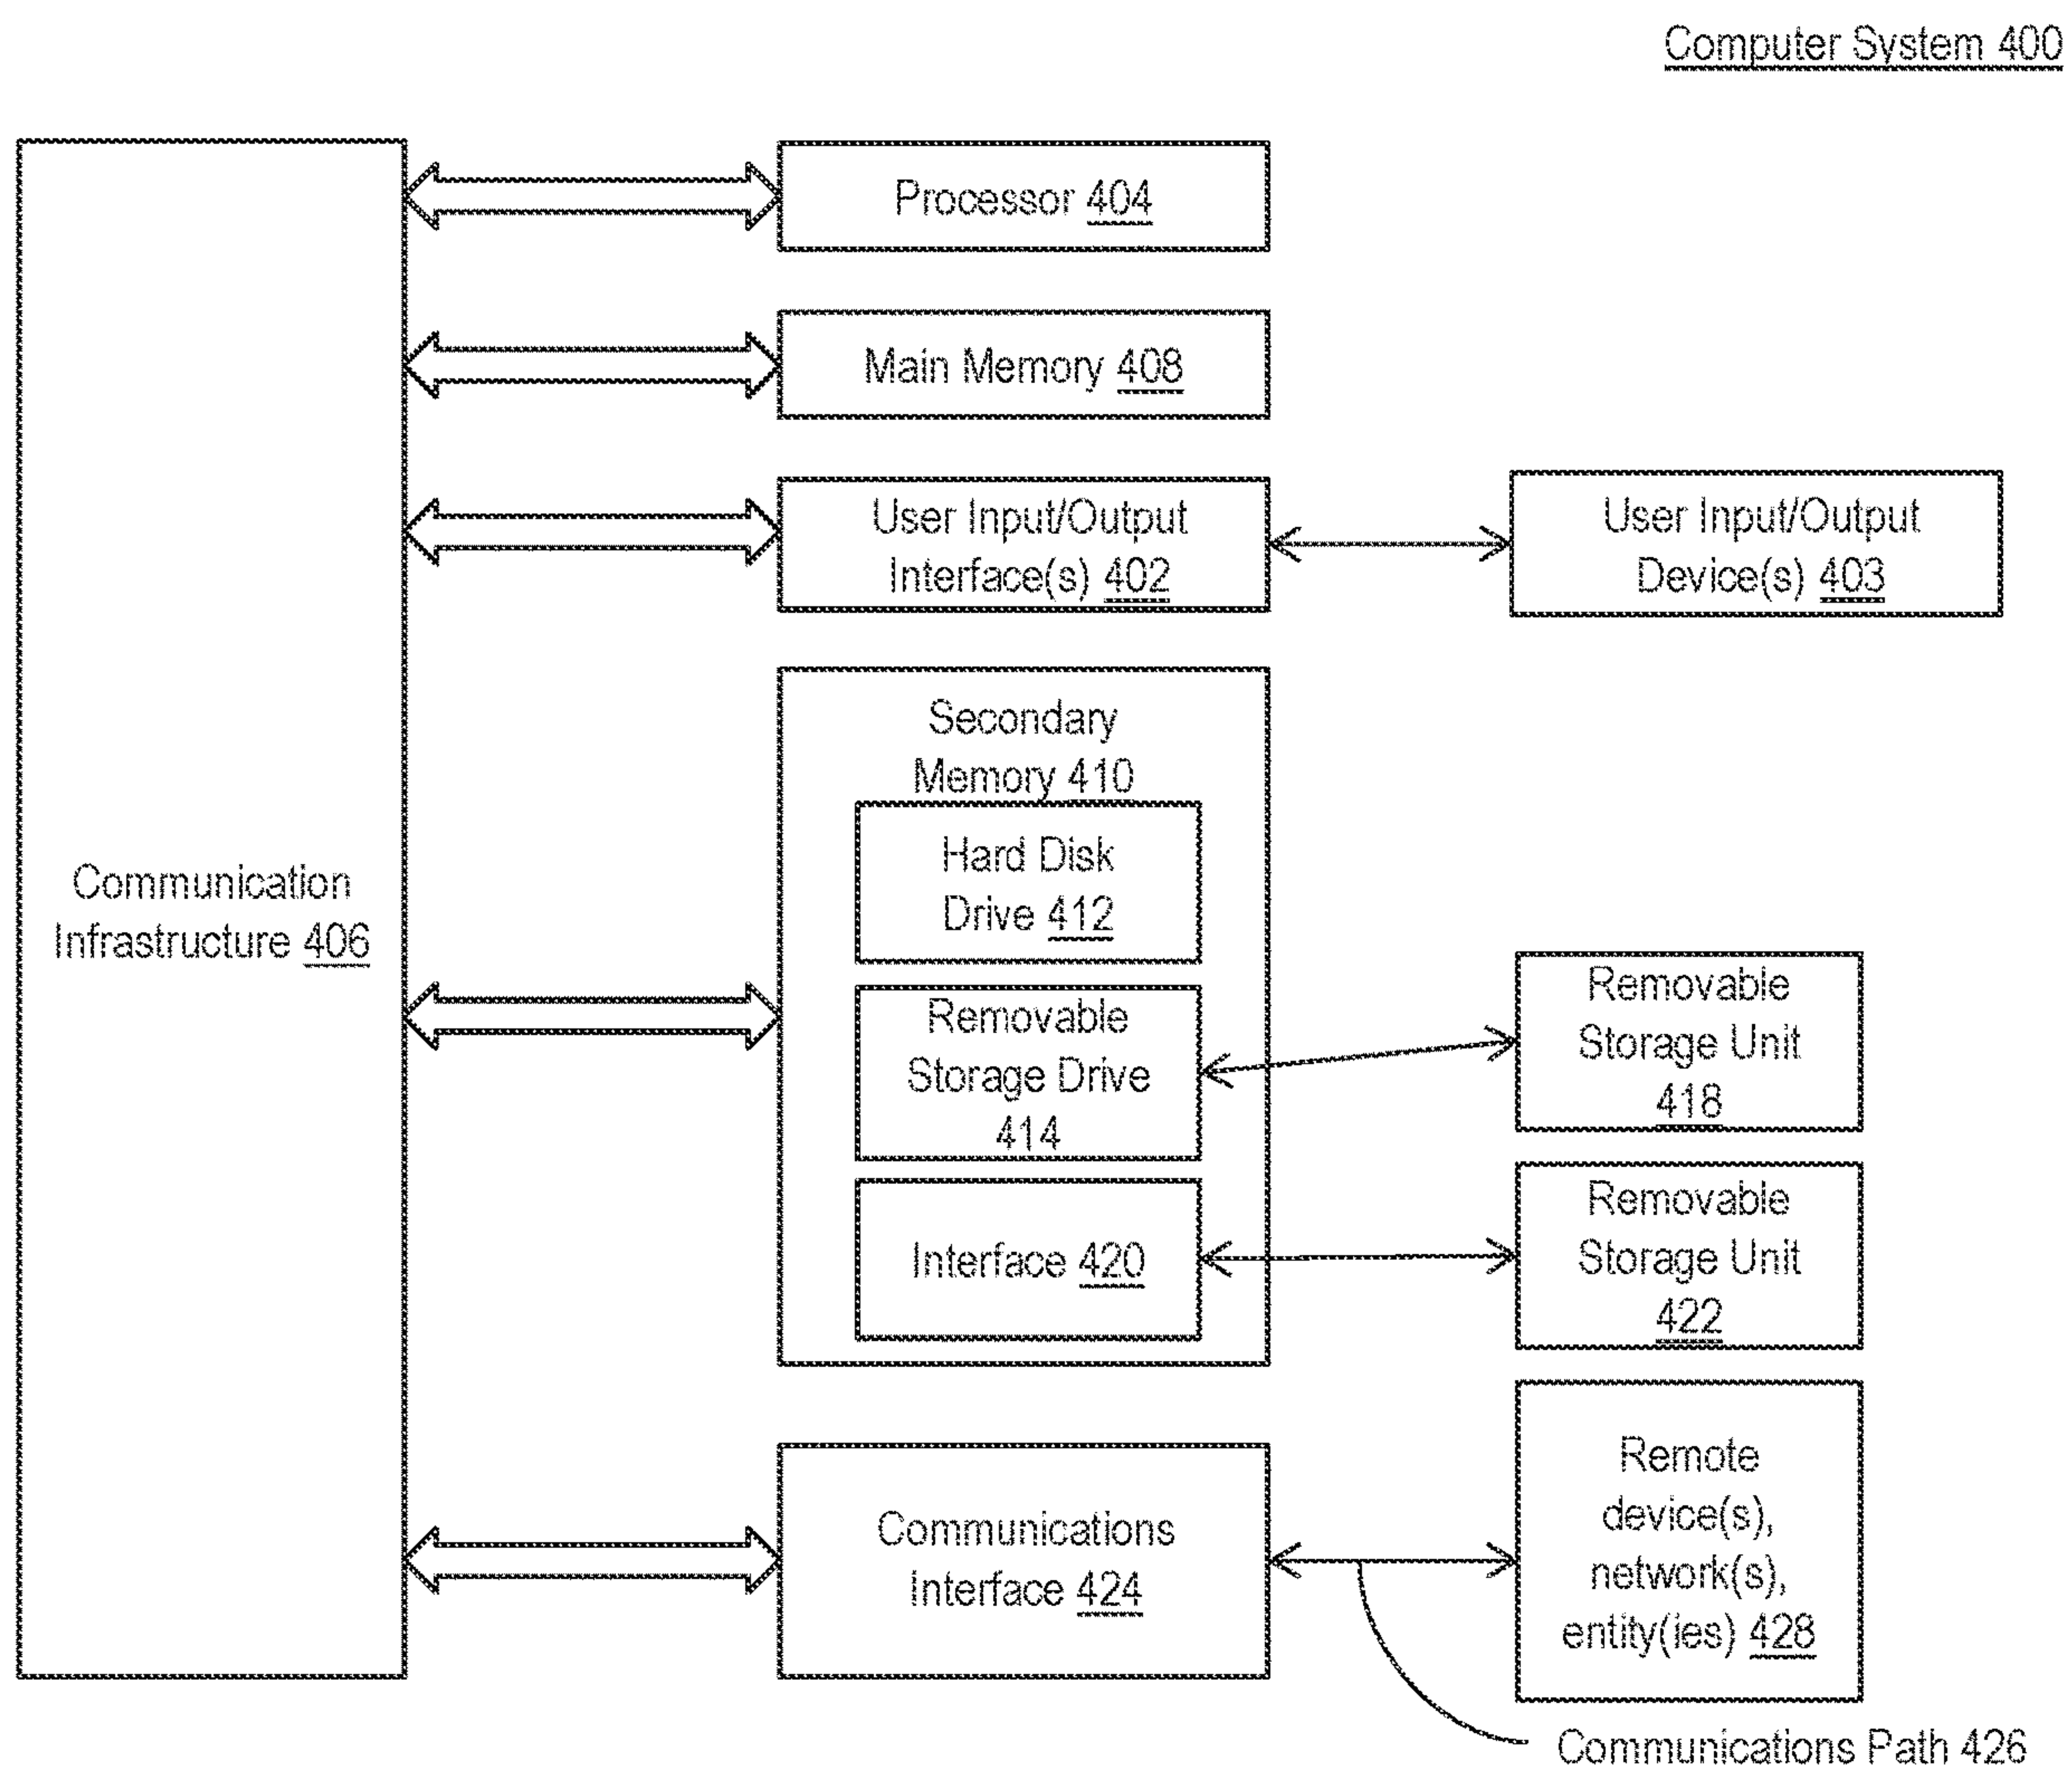 Computer System 400
Processor 404
Main Memory 408
User Input/Output
Interface(s) 402
User Input/Output
Device(s) 403
Communication
Infrastructure 406
Secondary
Memory 410
Hard Disk
Drive 412
Removable
Storage Drive
414
Interface 420
Removable
Storage Unit
418
Removable
Storage Unit
422
Communications
Interface 424
Remote
device(s),
network(s),
entity(ies) 428
Communications Path 426